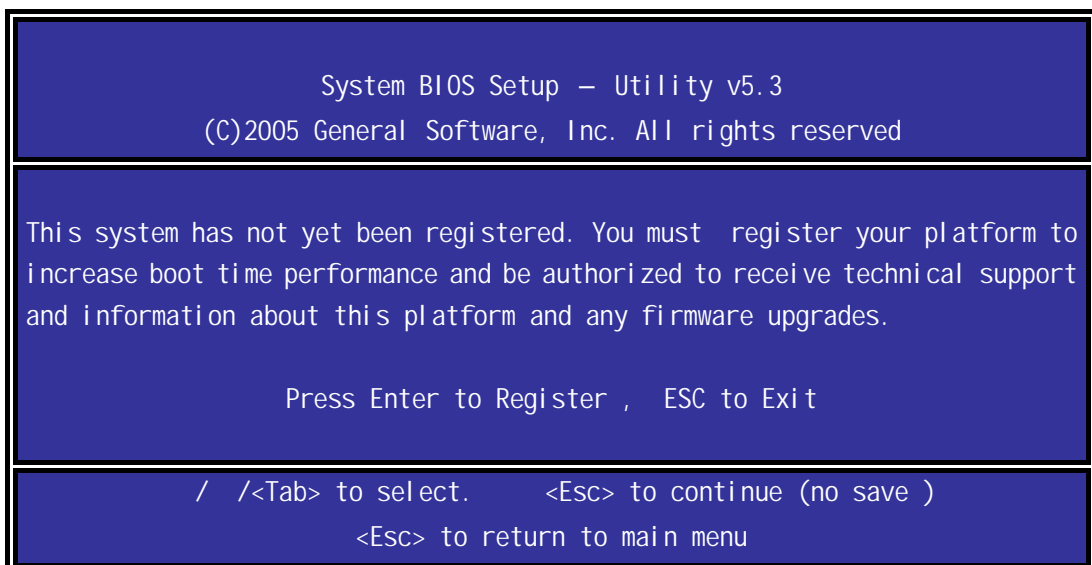 System BIOS Setup – Utility v5.3
(C)2005 General Software, Inc. All rights reserved
This system has not yet been registered. You must register your platform to
increase boot time performance and be authorized to receive technical support
and information about this platform and any firmware upgrades.
Press Enter to Register , ESC to Exit
/ /<Tab> to select. <Esc> to continue (no save )
<Esc> to return to main menu